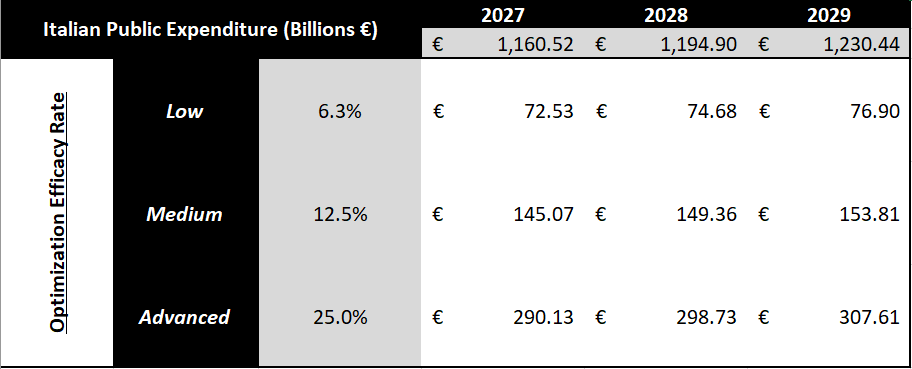 Italian Public Expenditure (Billions €) 2027 2028 2029
€ 1,160.52 € 1,194.90 € 1,230.44
Optimization Efficacy Rate
Low 6.3% € 72.53 € 74.68 € 76.90
Medium 12.5% € 145.07 € 149.36 € 153.81
Advanced 25.0% € 290.13 € 298.73 € 307.61